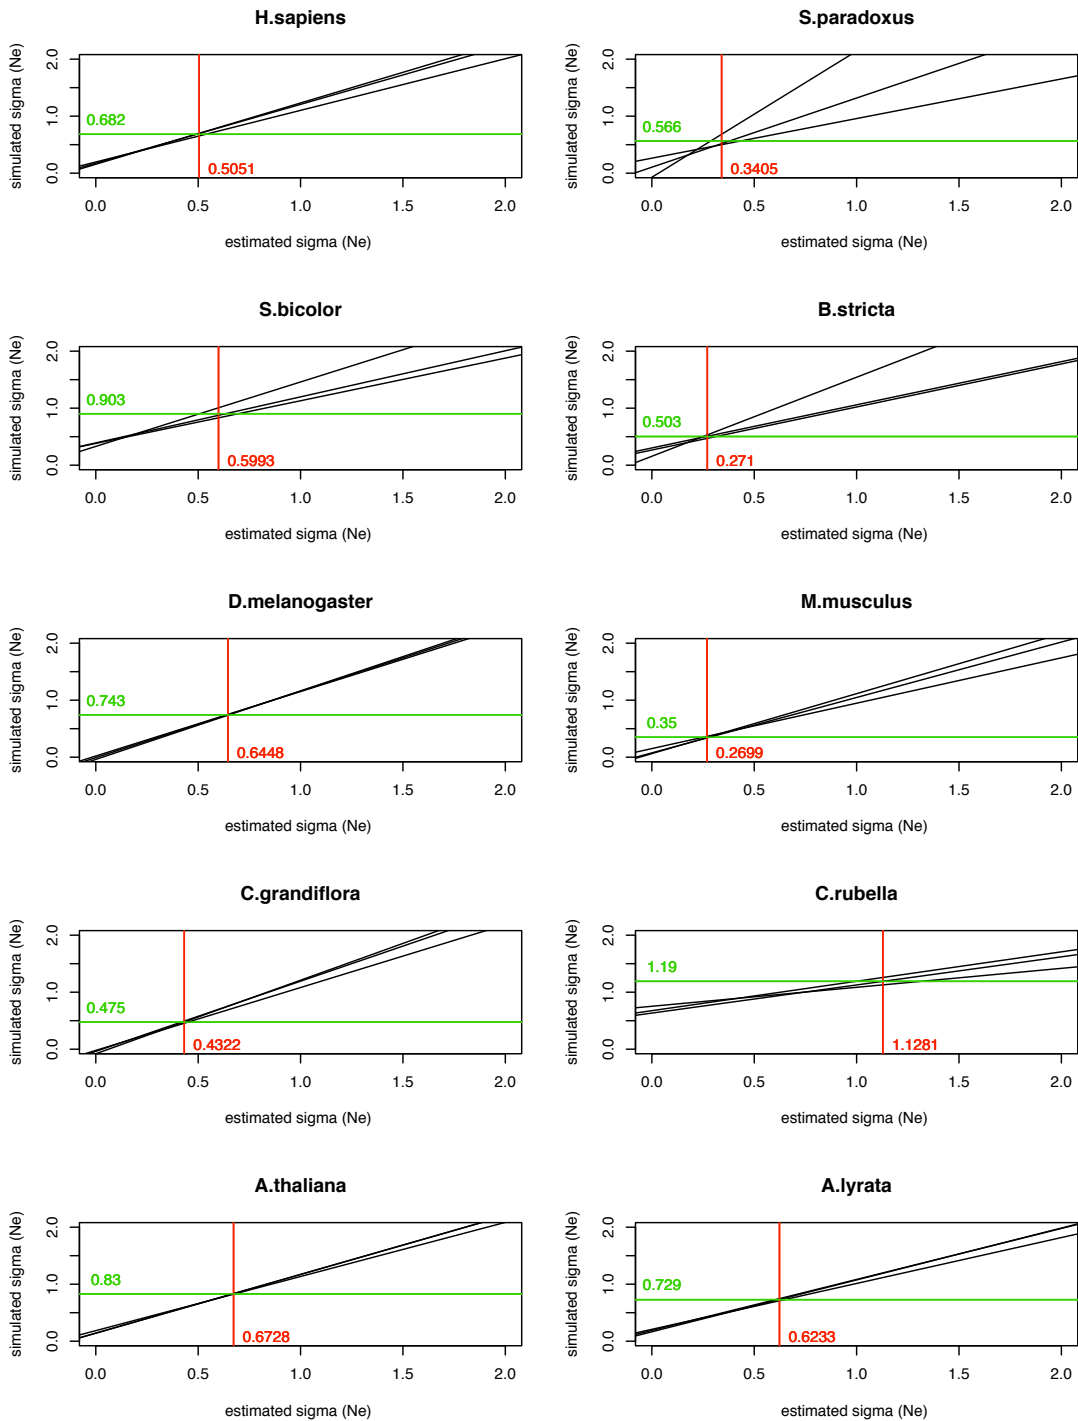 H.sapiens
simulated sigma (Ne)
0.0 1.0 2.0
0.682
0.5051
0.0 0.5 1.0 1.5 2.0
estimated sigma (Ne)
S.paradoxus
simulated sigma (Ne)
0.0 1.0 2.0
0.566
0.3405
0.0 0.5 1.0 1.5 2.0
estimated sigma (Ne)
S.bicolor
simulated sigma (Ne)
0.0 1.0 2.0
0.903
0.5993
0.0 0.5 1.0 1.5 2.0
estimated sigma (Ne)
B.stricta
simulated sigma (Ne)
0.0 1.0 2.0
0.503
0.271
0.0 0.5 1.0 1.5 2.0
estimated sigma (Ne)
D.melanogaster
simulated sigma (Ne)
0.0 1.0 2.0
0.743
0.6448
0.0 0.5 1.0 1.5 2.0
estimated sigma (Ne)
M.musculus
simulated sigma (Ne)
0.0 1.0 2.0
0.35
0.2699
0.0 0.5 1.0 1.5 2.0
estimated sigma (Ne)
C.grandiflora
simulated sigma (Ne)
0.0 1.0 2.0
0.475
0.4322
0.0 0.5 1.0 1.5 2.0
estimated sigma (Ne)
C.rubella
simulated sigma (Ne)
0.0 1.0 2.0
1.19
1.1281
0.0 0.5 1.0 1.5 2.0
estimated sigma (Ne)
A.thaliana
simulated sigma (Ne)
0.0 1.0 2.0
0.83
0.6728
0.0 0.5 1.0 1.5 2.0
estimated sigma (Ne)
A.lyrata
simulated sigma (Ne)
0.0 1.0 2.0
0.729
0.6233
0.0 0.5 1.0 1.5 2.0
estimated sigma (Ne)